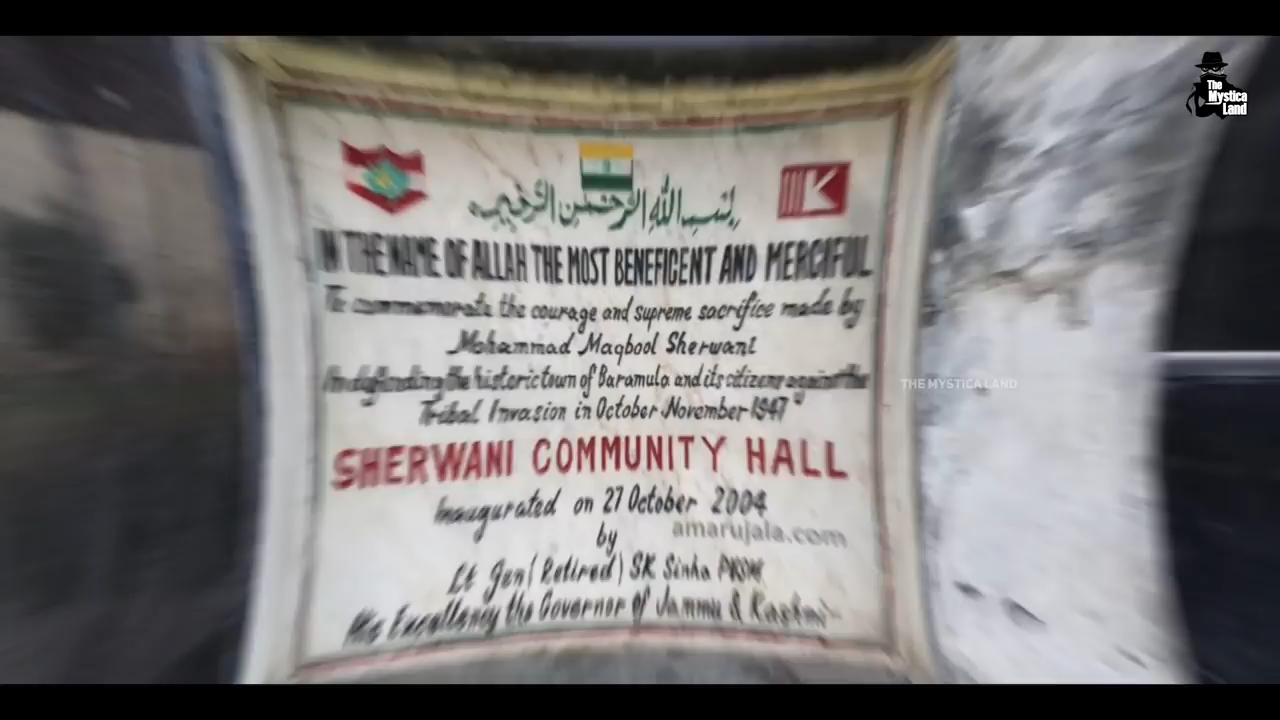 The
Mystica
Land
بسم الله الرحمن الرحيم
IN THE NAME OF ALLAH THE MOST BENEFICENT AND MERCIFUL
To commemorate the courage and supreme sacrifice made by
Mohammad Maqbool Sherwani
In defending the historic town of Baramula and its citizens against the
Tribal Invasion in October November 1947
THE MYSTICA LAND
SHERWANI COMMUNITY HALL
Inaugurated on 27 October 2004
by
amarujala.com
Lt Gen (Retired) SK Sinha PVSM
His Excellency the Governor of Jammu & Kashmir